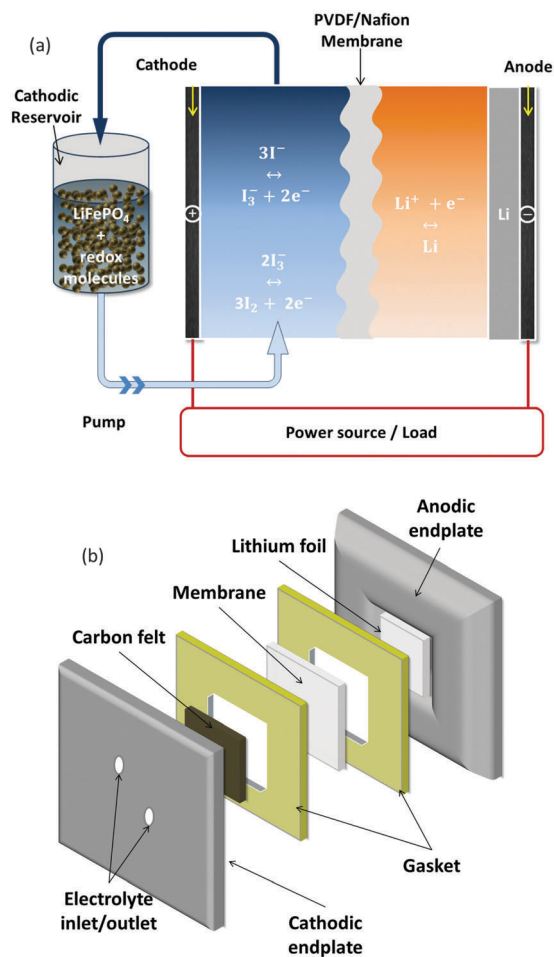 (a)
PVDF/Nafion
Membrane
Cathode
Anode
Cathodic
Reservoir
LiFePO₄
+
redox
molecules
+
3I⁻
↔
I₃⁻ + 2e⁻
2I₃⁻
↔
3I₂ + 2e⁻
Li⁺ + e⁻
↔
Li
Li
−
Pump
Power source / Load
(b)
Anodic
endplate
Lithium foil
Membrane
Carbon felt
Gasket
Electrolyte
inlet/outlet
Cathodic
endplate